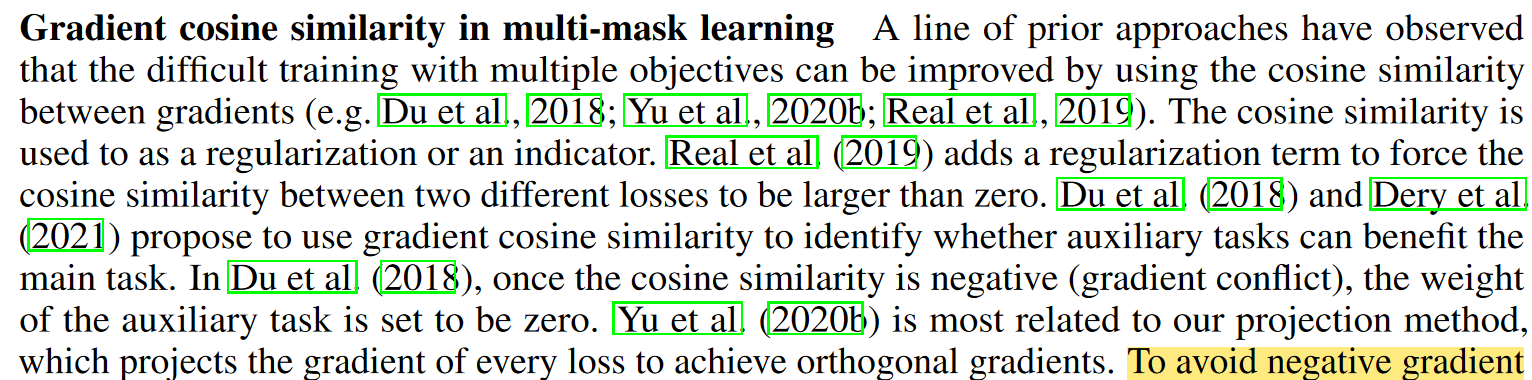 Gradient cosine similarity in multi-mask learning A line of prior approaches have observed
that the difficult training with multiple objectives can be improved by using the cosine similarity
between gradients (e.g. Du et al., 2018; Yu et al., 2020b; Real et al., 2019). The cosine similarity is
used to as a regularization or an indicator. Real et al. (2019) adds a regularization term to force the
cosine similarity between two different losses to be larger than zero. Du et al. (2018) and Dery et al.
(2021) propose to use gradient cosine similarity to identify whether auxiliary tasks can benefit the
main task. In Du et al. (2018), once the cosine similarity is negative (gradient conflict), the weight
of the auxiliary task is set to be zero. Yu et al. (2020b) is most related to our projection method,
which projects the gradient of every loss to achieve orthogonal gradients. To avoid negative gradient